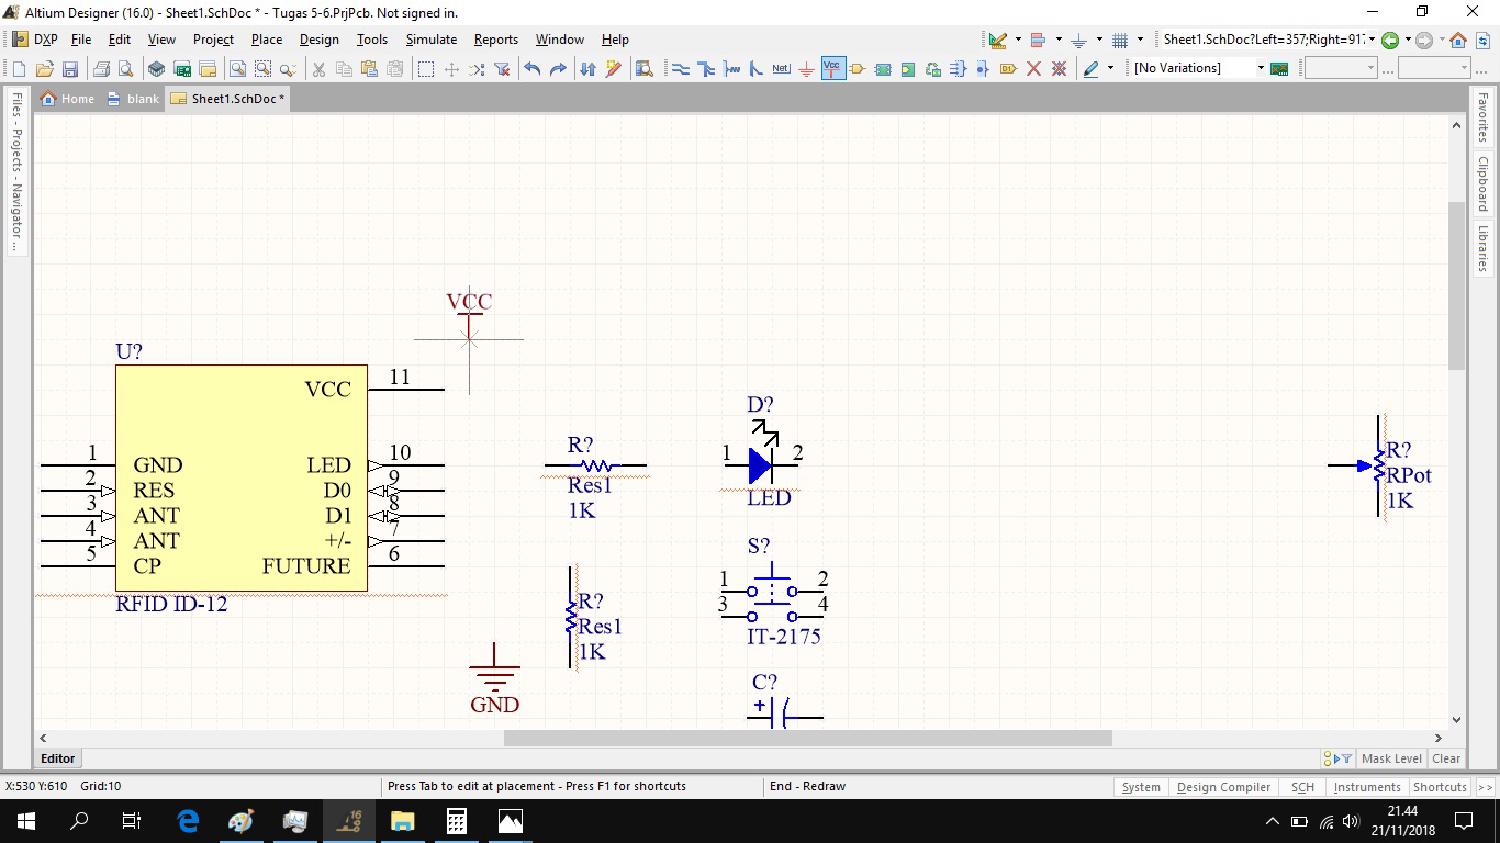 Altium Designer (16.0) - Sheet1.SchDoc * - Tugas 5-6.PrjPcb. Not signed in.
DXP File Edit View Project Place Design Tools Simulate Reports Window Help
Sheet1.SchDoc?Left=357;Right=917
Net
Vcc
[No Variations]
... ...
Home blank Sheet1.SchDoc *
Files - Projects - Navigator ...
Favorites
Clipboard
Libraries
VCC
U?
VCC 11
1 GND LED 10
2 RES D0 9
3 ANT D1 8
4 ANT +/- 7
5 CP FUTURE 6
RFID ID-12
R?
Res1
1K
D?
1 2
LED
R?
RPot
1K
S?
1 2
3 4
IT-2175
R?
Res1
1K
GND
C?
+
Editor
Mask Level Clear
X:530 Y:610 Grid:10 Press Tab to edit at placement - Press F1 for shortcuts End - Redraw System Design Compiler SCH Instruments Shortcuts >>
16
21.44
21/11/2018